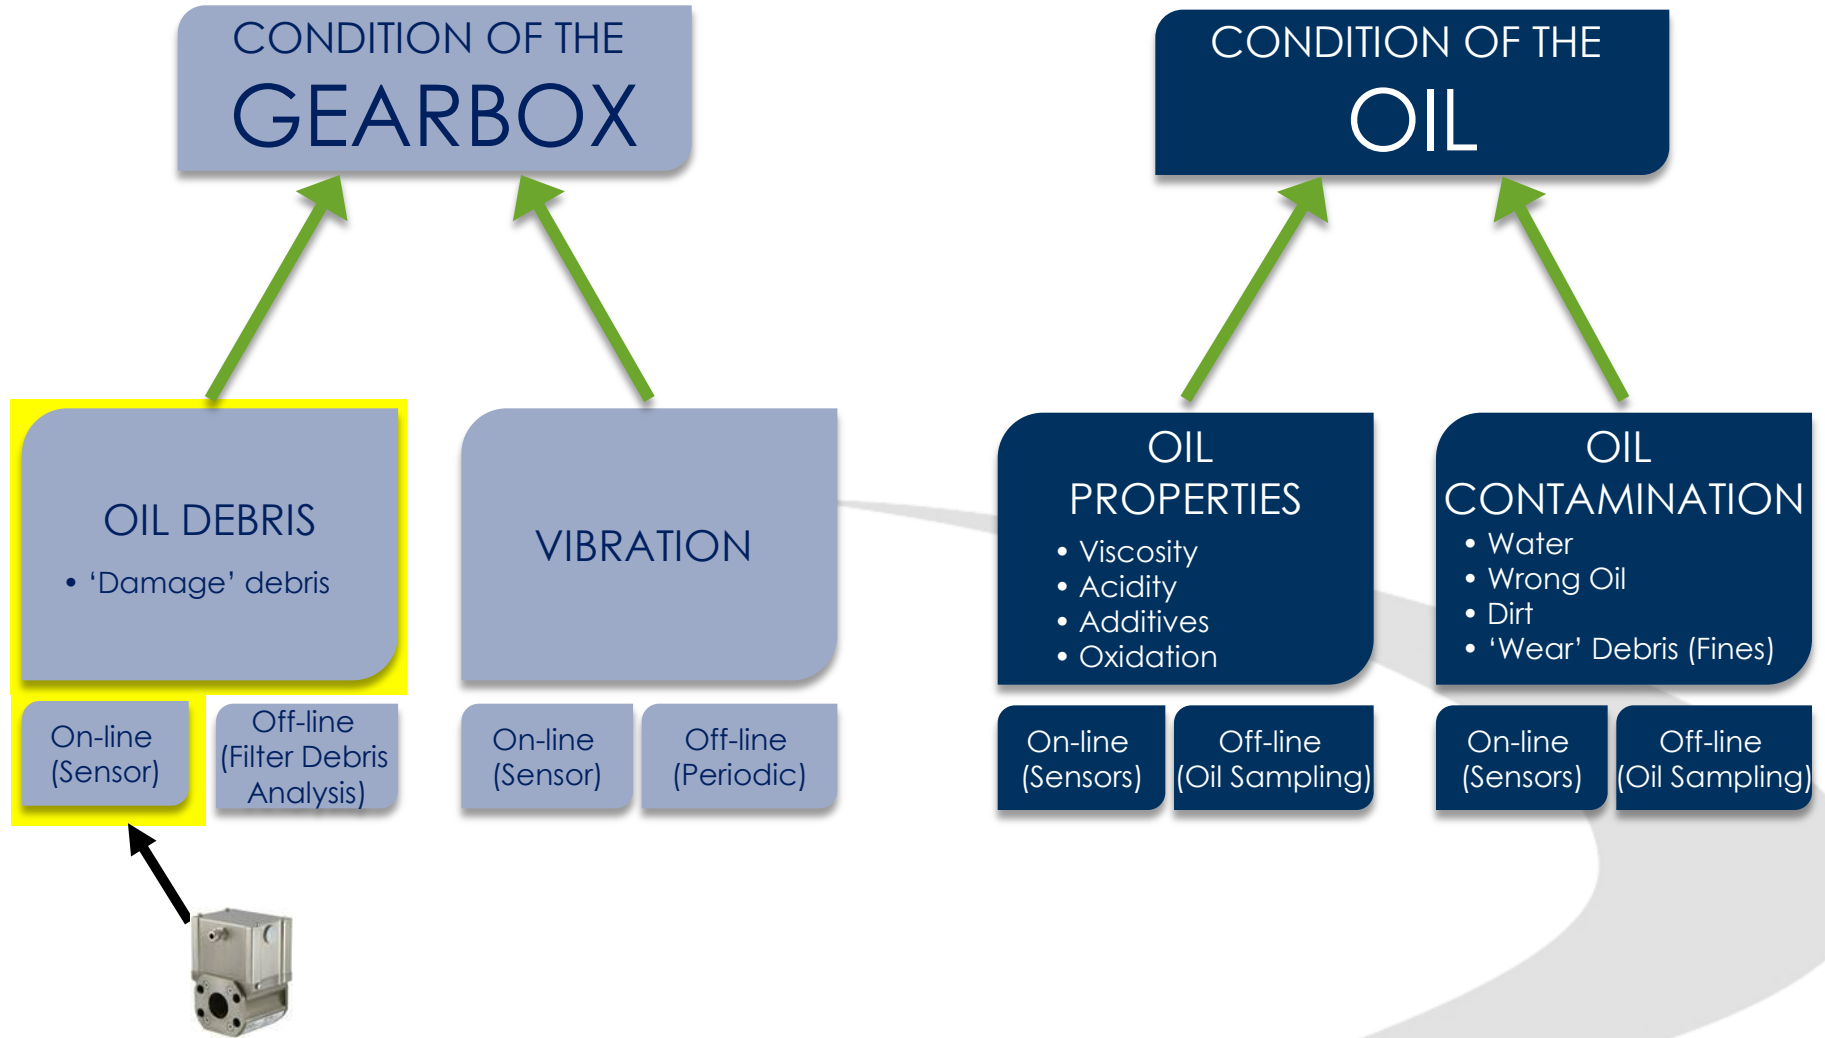 CONDITION OF THE
GEARBOX
CONDITION OF THE
OIL
OIL DEBRIS
• ‘Damage’ debris
VIBRATION
OIL
PROPERTIES
• Viscosity
• Acidity
• Additives
• Oxidation
OIL
CONTAMINATION
• Water
• Wrong Oil
• Dirt
• ‘Wear’ Debris (Fines)
On-line
(Sensor)
Off-line
(Filter Debris
Analysis)
On-line
(Sensor)
Off-line
(Periodic)
On-line
(Sensors)
Off-line
(Oil Sampling)
On-line
(Sensors)
Off-line
(Oil Sampling)